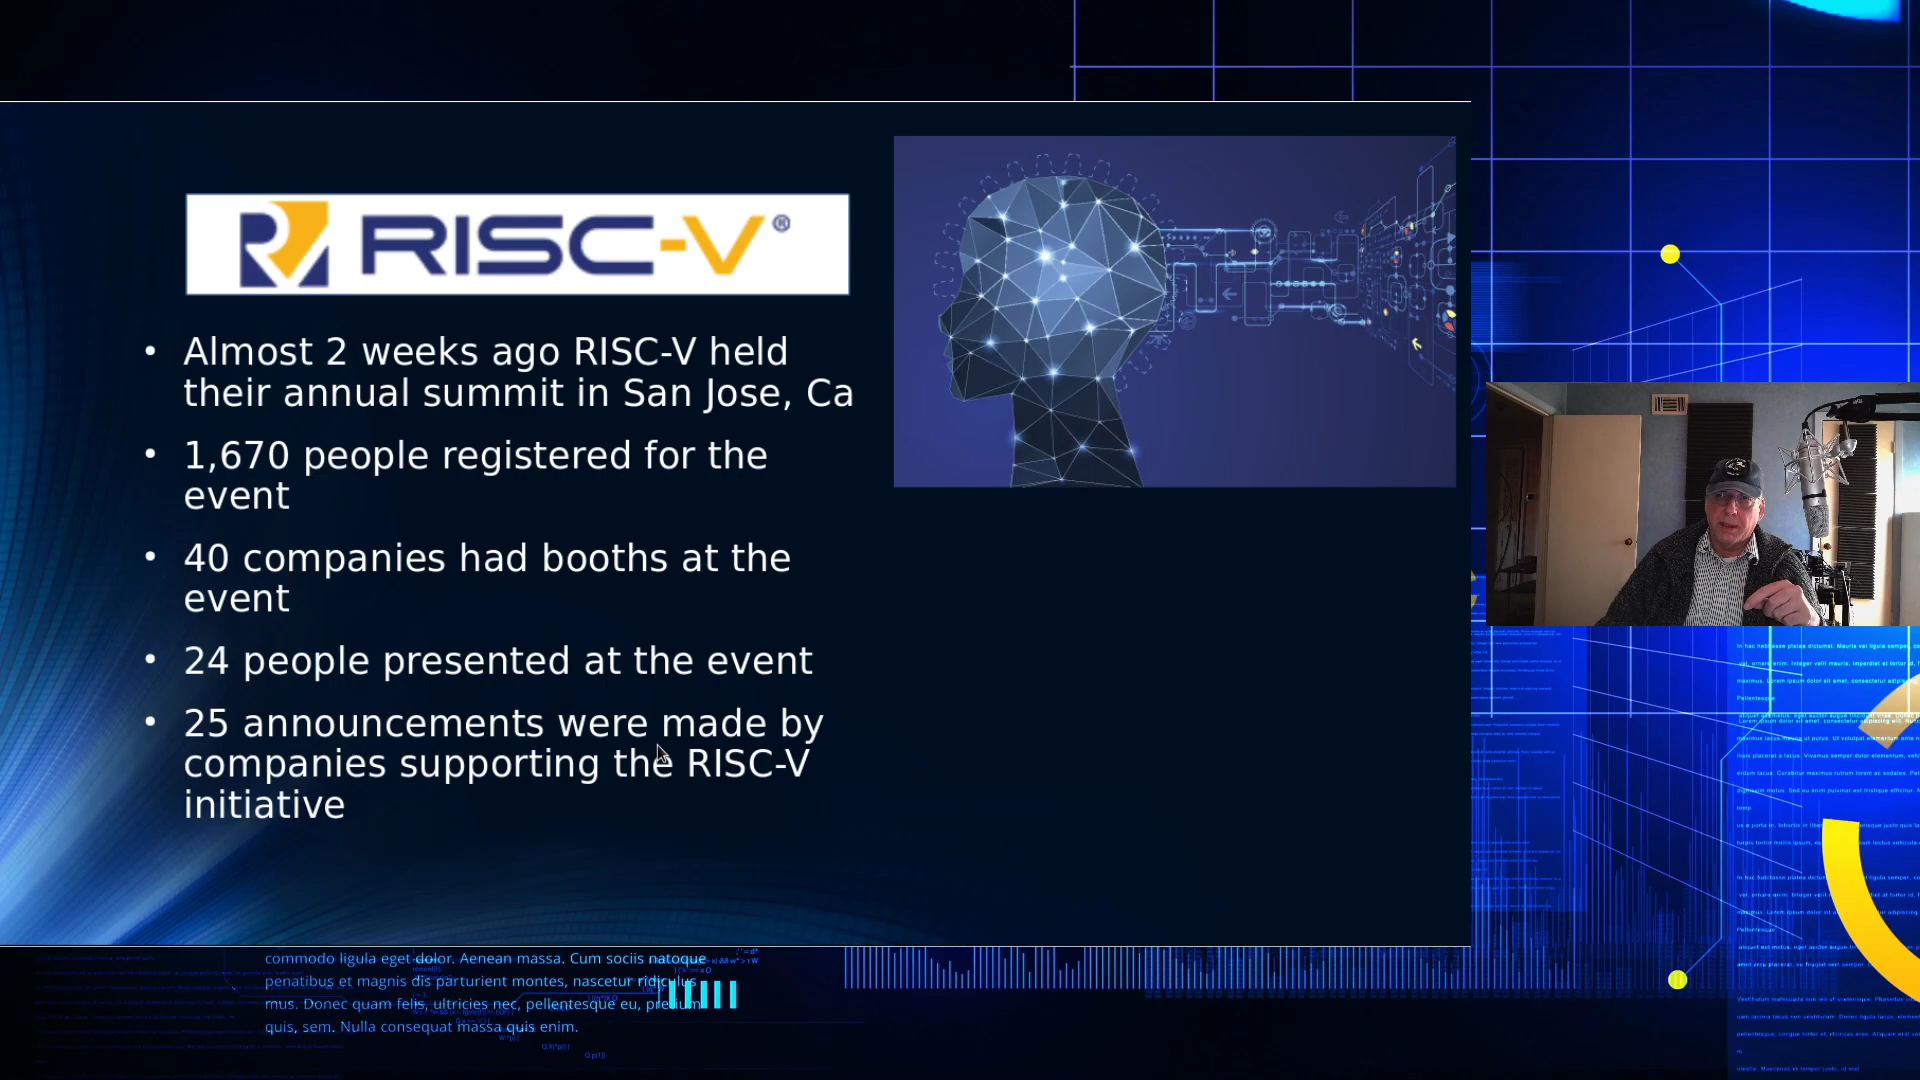 RISC-V®
• Almost 2 weeks ago RISC-V held
their annual summit in San Jose, Ca
• 1,670 people registered for the
event
• 40 companies had booths at the
event
• 24 people presented at the event
• 25 announcements were made by
companies supporting the RISC-V
initiative
commodo ligula eget dolor. Aenean massa. Cum sociis natoque
penatibus et magnis dis parturient montes, nascetur ridiculus
mus. Donec quam felis, ultricies nec, pellentesque eu, pretium
quis, sem. Nulla consequat massa quis enim.